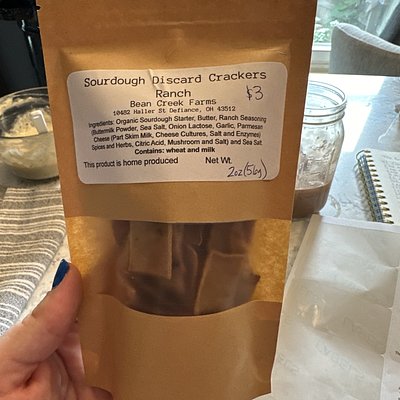 Sourdough Discard Crackers
Ranch
$3
Bean Creek Farms
10482 Haller St Defiance, OH 43512
Ingredients: Organic Sourdough Starter, Butter, Ranch Seasoning
(Buttermilk Powder, Sea Salt, Onion Lactose, Garlic, Parmesan
Cheese (Part Skim Milk, Cheese Cultures, Salt and Enzymes)
Spices and Herbs, Citric Acid, Mushroom and Salt) and Sea Salt
Contains: wheat and milk
This product is home produced Net Wt.
2oz (56g)